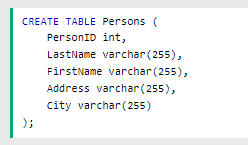 CREATE TABLE Persons (
    PersonID int,
    LastName varchar(255),
    FirstName varchar(255),
    Address varchar(255),
    City varchar(255)
);